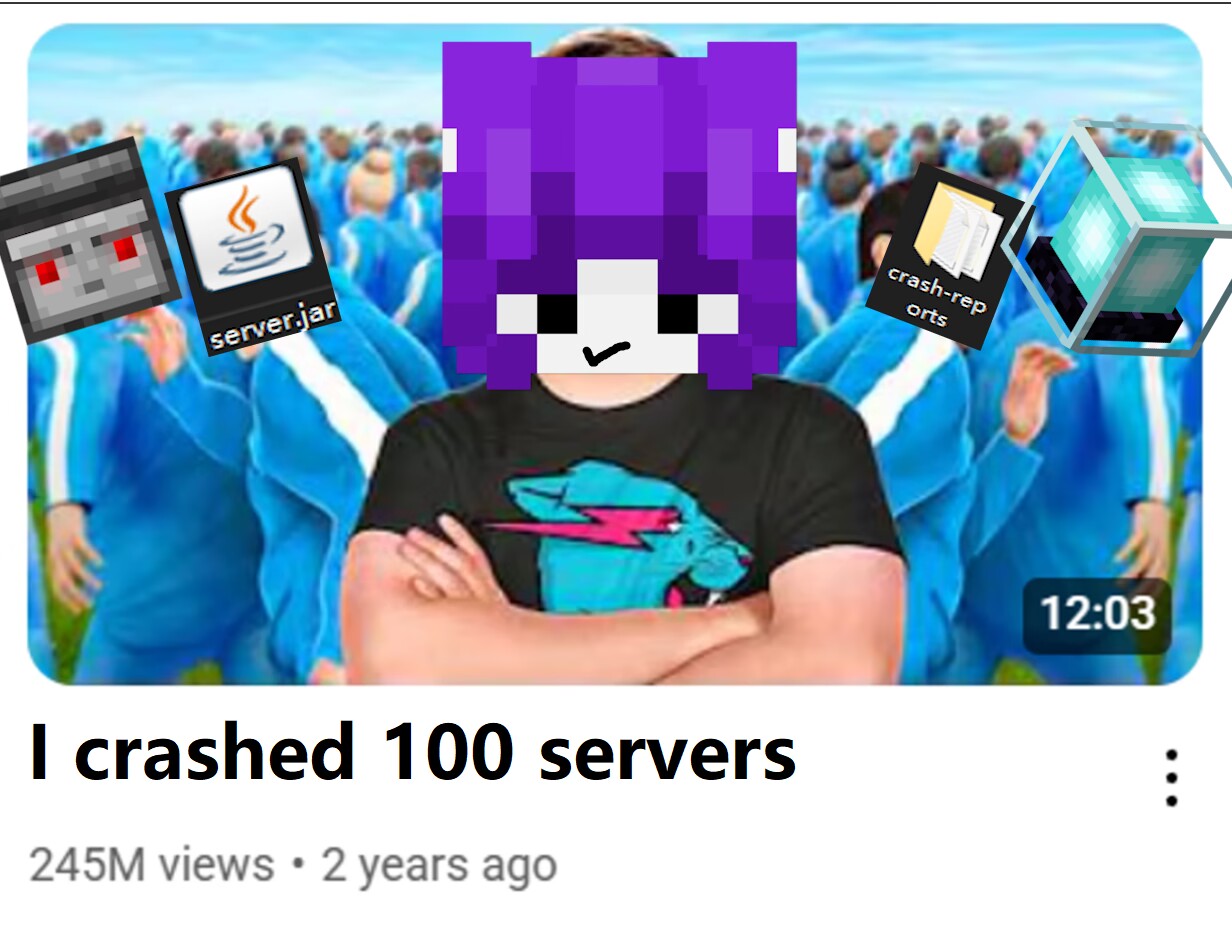 server.jar
crash-rep
orts
12:03
I crashed 100 servers
245M views • 2 years ago